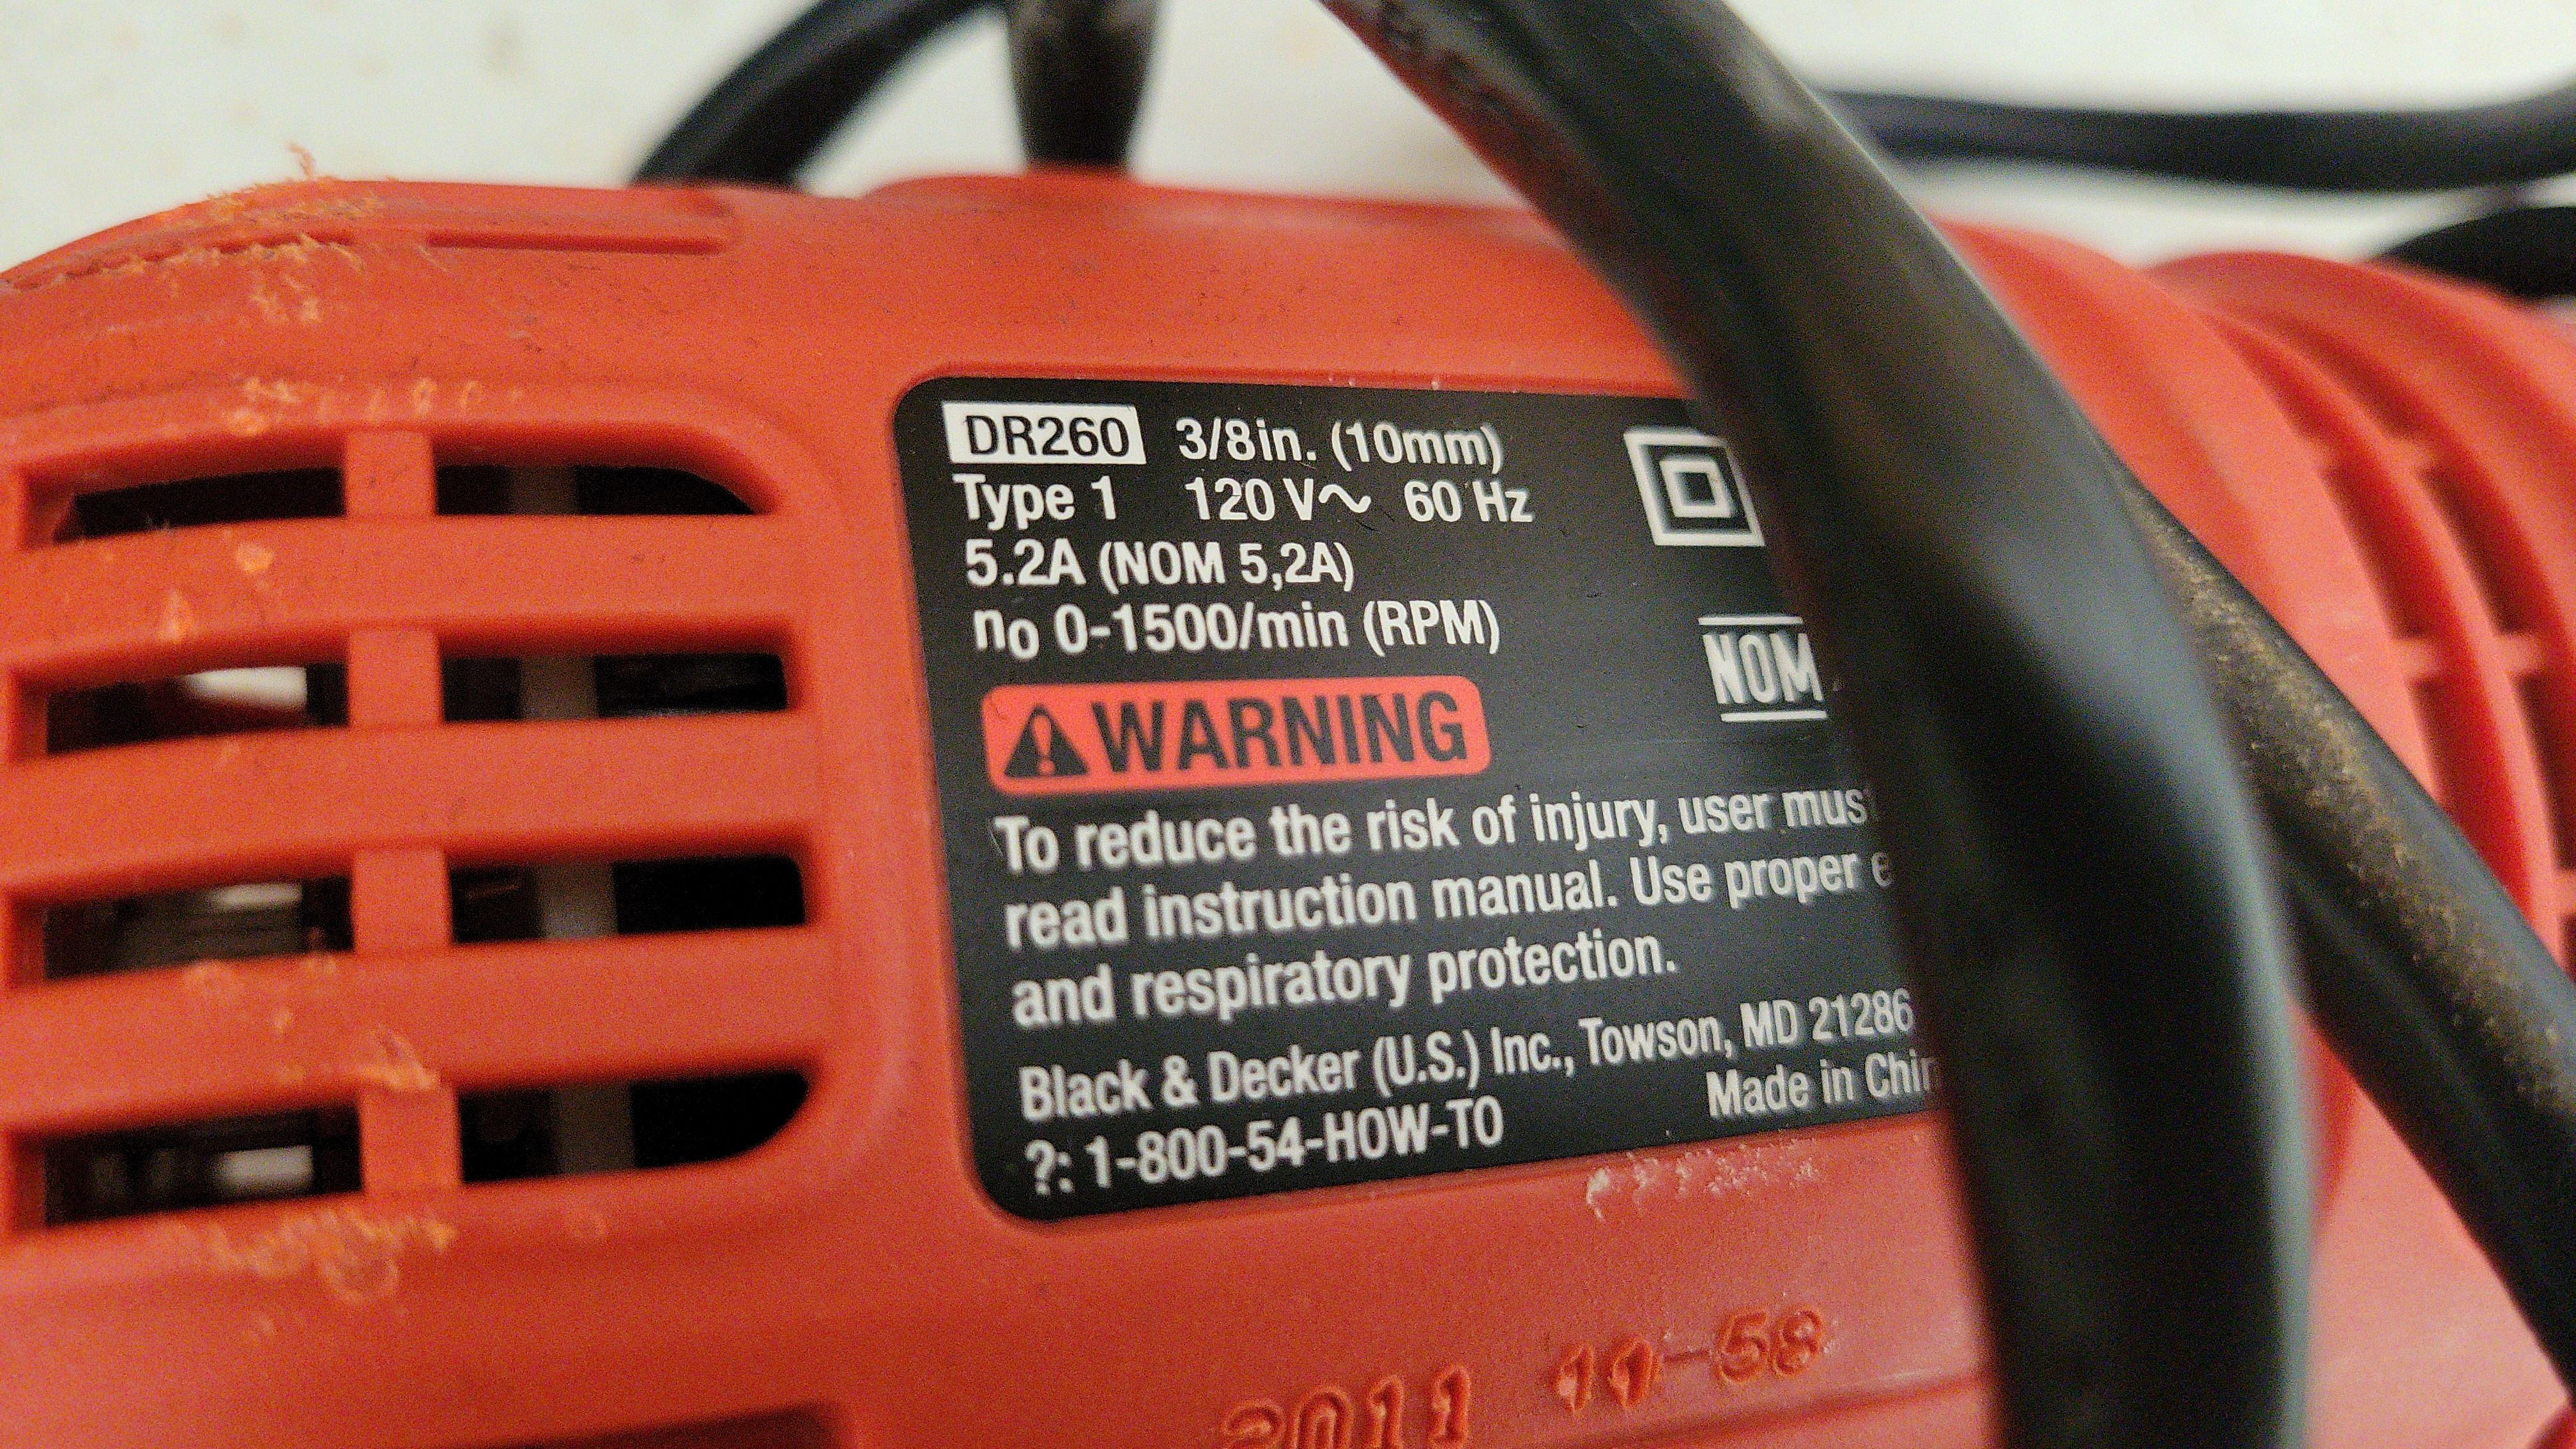 DR260 3/8in. (10mm)
Type 1 120 V~ 60 Hz
5.2A (NOM 5,2A)
no 0-1500/min (RPM)
NOM
WARNING
To reduce the risk of injury, user
read instruction manual. Use proper
and respiratory protection.
Black & Decker (U.S.) Inc., Towson, MD 21286
Made in
?: 1-800-54-HOW-TO
2011 11-58